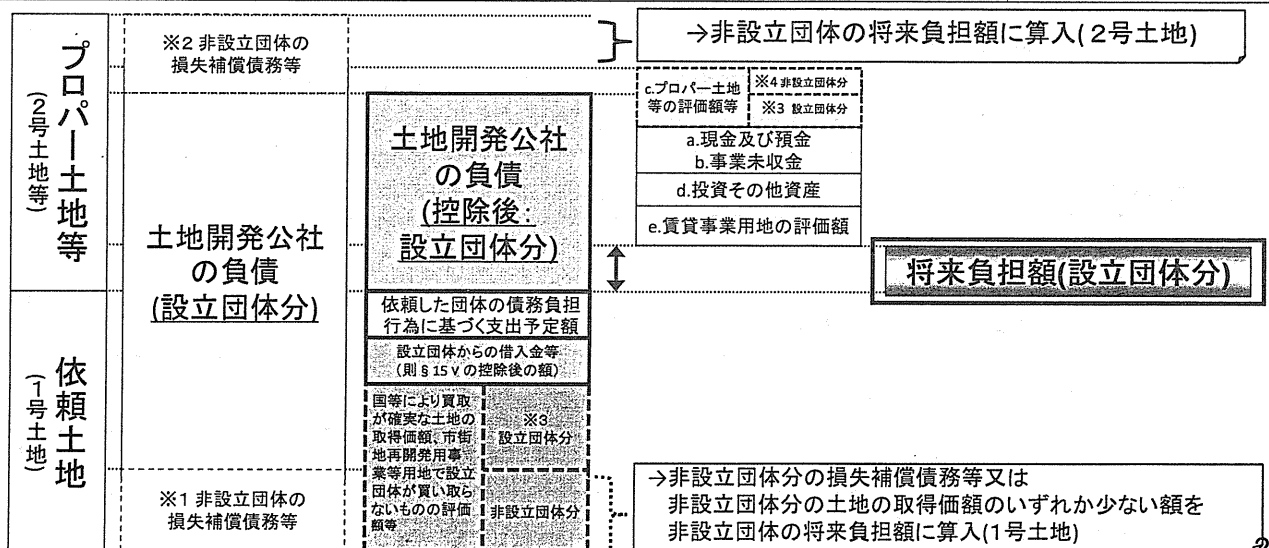 プロパー土地等
(2号土地等)
※2 非設立団体の
損失補償債務等
→非設立団体の将来負担額に算入(2号土地)
土地開発公社
の負債
(設立団体分)
土地開発公社
の負債
(控除後:
設立団体分)
c.プロパー土地
等の評価額等
※4 非設立団体分
※3 設立団体分
a.現金及び預金
b.事業未収金
d.投資その他資産
e.賃貸事業用地の評価額
将来負担額(設立団体分)
依頼した団体の債務負担
行為に基づく支出予定額
設立団体からの借入金等
(則§15ⅴの控除後の額)
依頼土地
(1号土地)
国等により買取
が確実な土地の
取得価額、市街
地再開発用事
業等用地で設立
団体が買い取ら
ないものの評価
額等
※3
設立団体分
非設立団体分
※1 非設立団体の
損失補償債務等
→非設立団体分の損失補償債務等又は
非設立団体分の土地の取得価額のいずれか少ない額を
非設立団体の将来負担額に算入(1号土地)